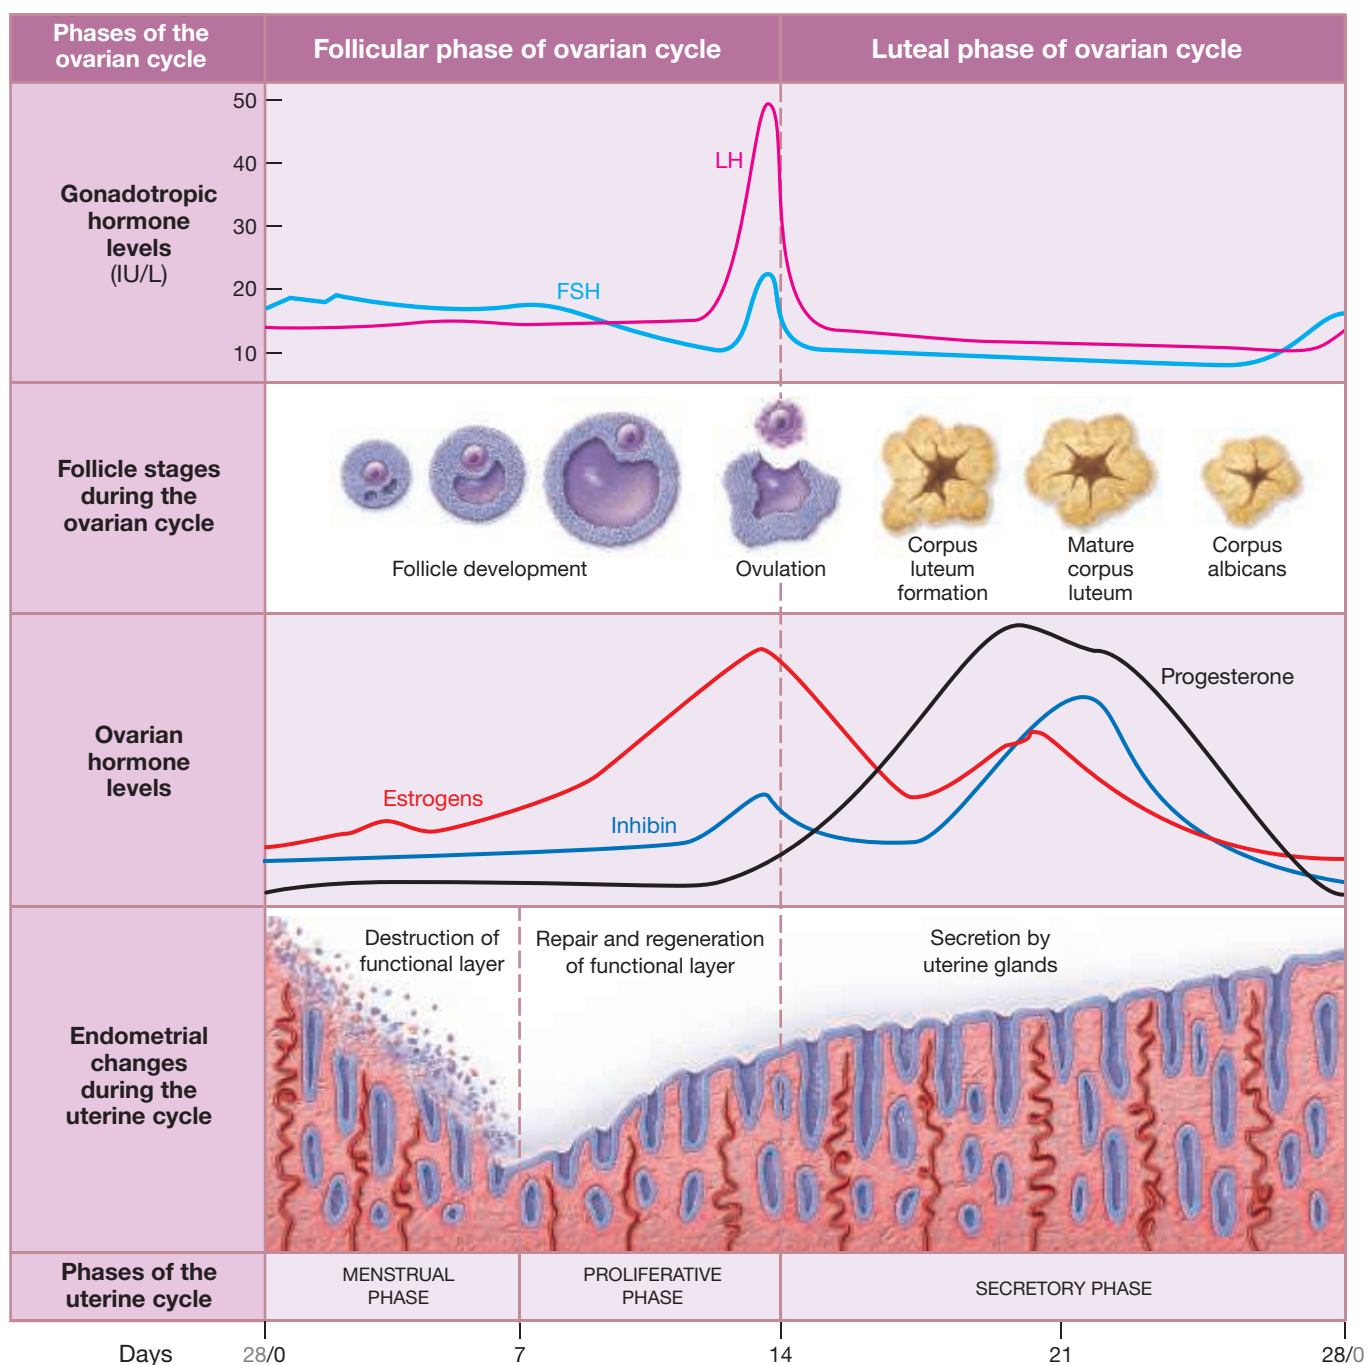 Phases of the
ovarian cycle
Follicular phase of ovarian cycle
Luteal phase of ovarian cycle
Gonadotropic
hormone
levels
(IU/L)
50
40
30
20
10
LH
FSH
Follicle stages
during the
ovarian cycle
Follicle development
Ovulation
Corpus
luteum
formation
Mature
corpus
luteum
Corpus
albicans
Ovarian
hormone
levels
Estrogens
Inhibin
Progesterone
Endometrial
changes
during the
uterine cycle
Destruction of
functional layer
Repair and regeneration
of functional layer
Secretion by
uterine glands
Phases of the
uterine cycle
MENSTRUAL
PHASE
PROLIFERATIVE
PHASE
SECRETORY PHASE
Days 28/0 7 14 21 28/0